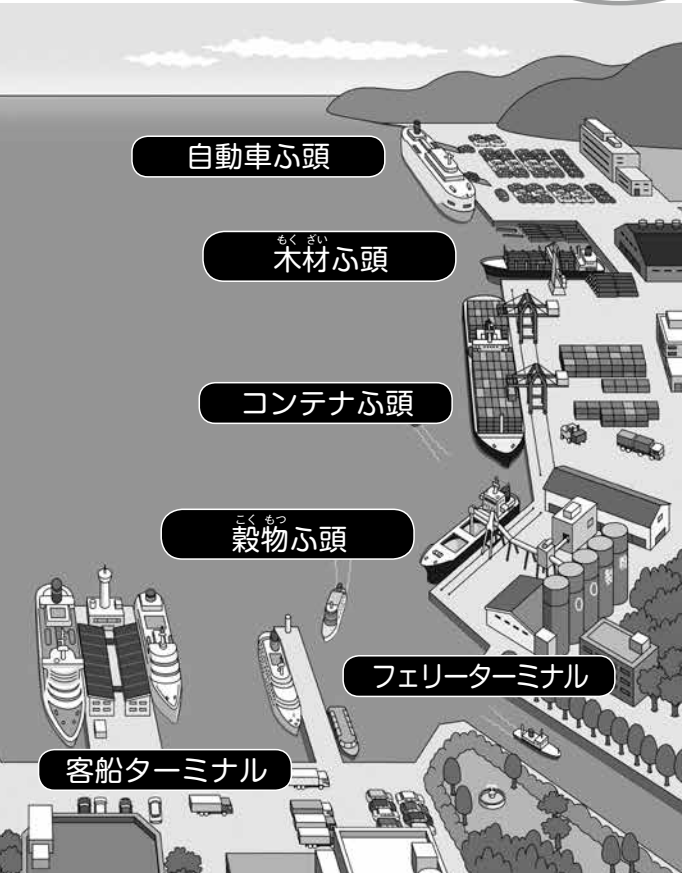 自動車ふ頭
もくざい
木材ふ頭
コンテナふ頭
こくもつ
穀物ふ頭
フェリーターミナル
客船ターミナル